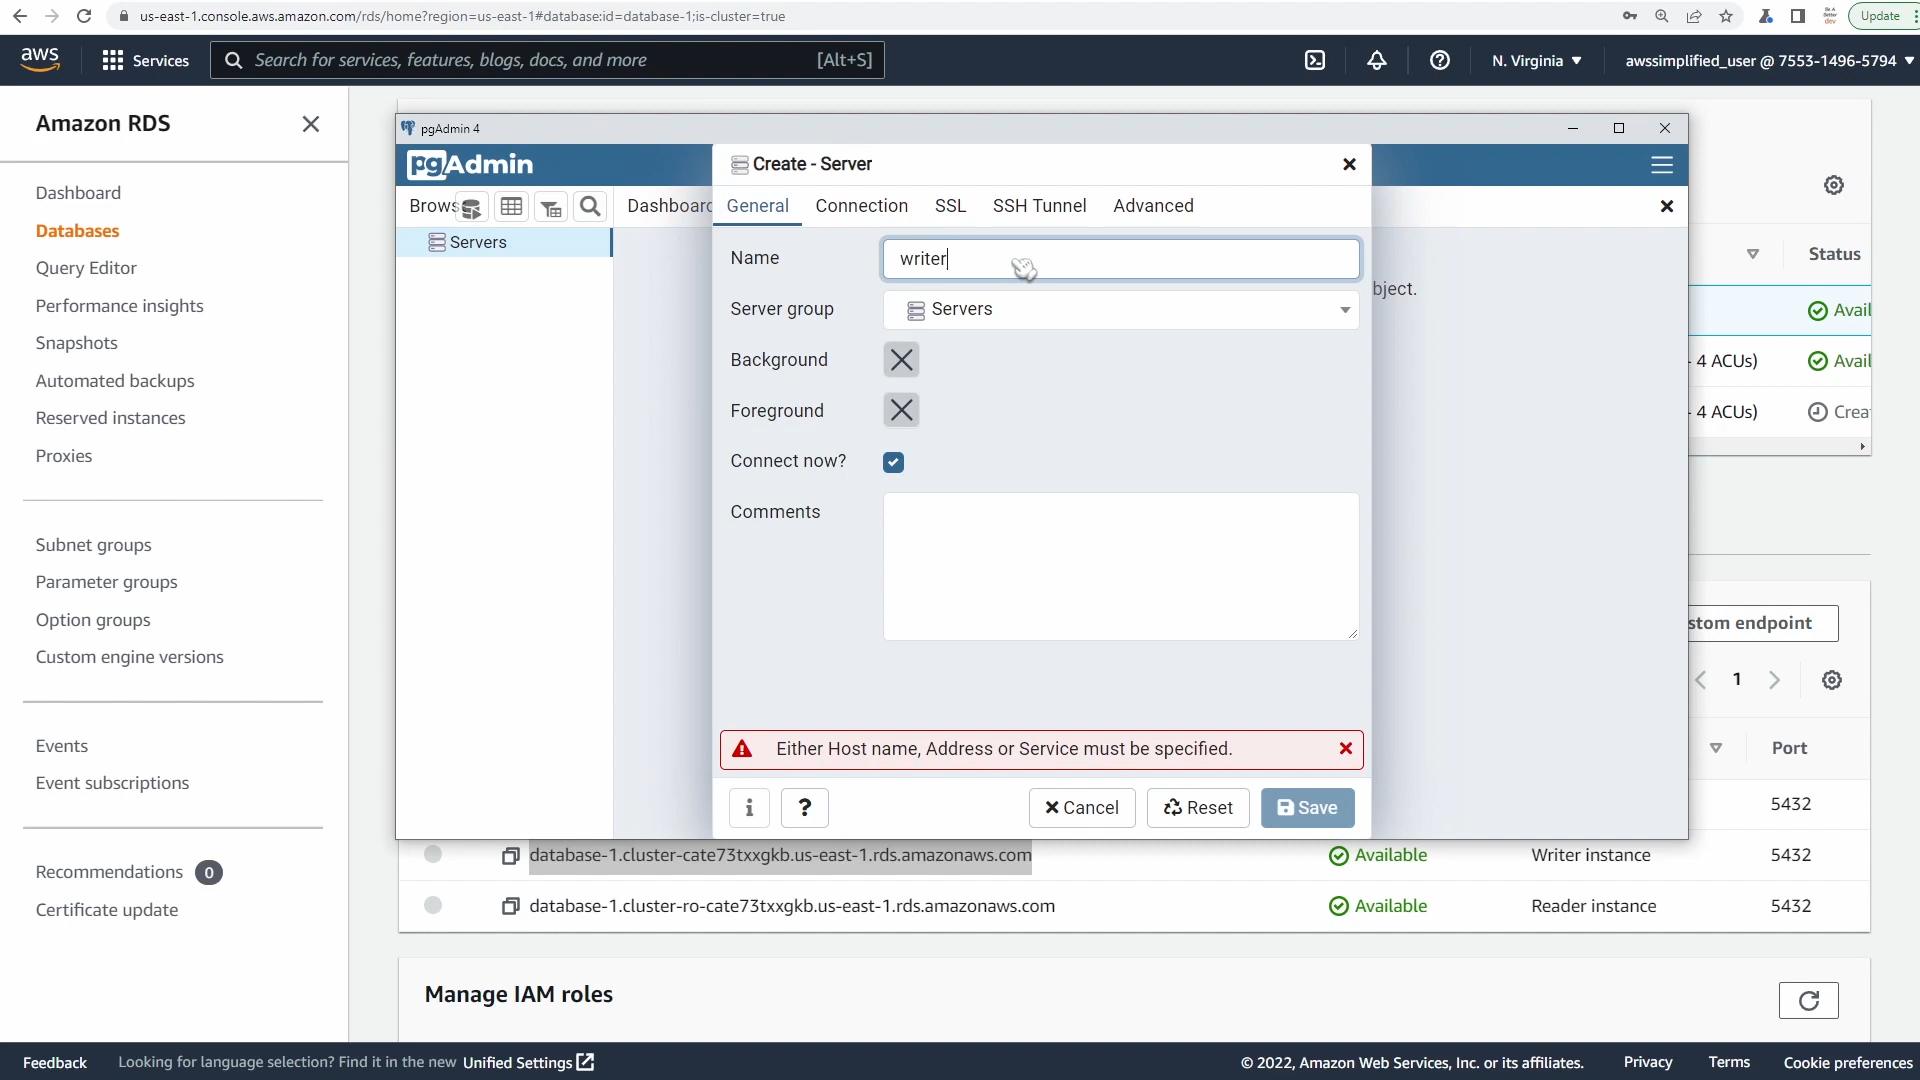 us-east-1.console.aws.amazon.com/rds/home?region=us-east-1#database:id=database-1;is-cluster=true
Update
aws
Services
Search for services, features, blogs, docs, and more
[Alt+S]
N. Virginia
awssimplified_user @ 7553-1496-5794
Amazon RDS
Dashboard
Databases
Query Editor
Performance insights
Snapshots
Automated backups
Reserved instances
Proxies
Subnet groups
Parameter groups
Option groups
Custom engine versions
Events
Event subscriptions
Recommendations 0
Certificate update
pgAdmin 4
pgAdmin
Brows
Dashboard
Servers
Create - Server
General
Connection
SSL
SSH Tunnel
Advanced
Name
writer
Server group
Servers
Background
Foreground
Connect now?
Comments
Either Host name, Address or Service must be specified.
i
?
Cancel
Reset
Save
bject.
Status
Avail
- 4 ACUs)
Avail
- 4 ACUs)
Crea
stom endpoint
1
Port
5432
database-1.cluster-cate73txxgkb.us-east-1.rds.amazonaws.com
Available
Writer instance
5432
database-1.cluster-ro-cate73txxgkb.us-east-1.rds.amazonaws.com
Available
Reader instance
5432
Manage IAM roles
Feedback
Looking for language selection? Find it in the new Unified Settings
© 2022, Amazon Web Services, Inc. or its affiliates.
Privacy
Terms
Cookie preferences